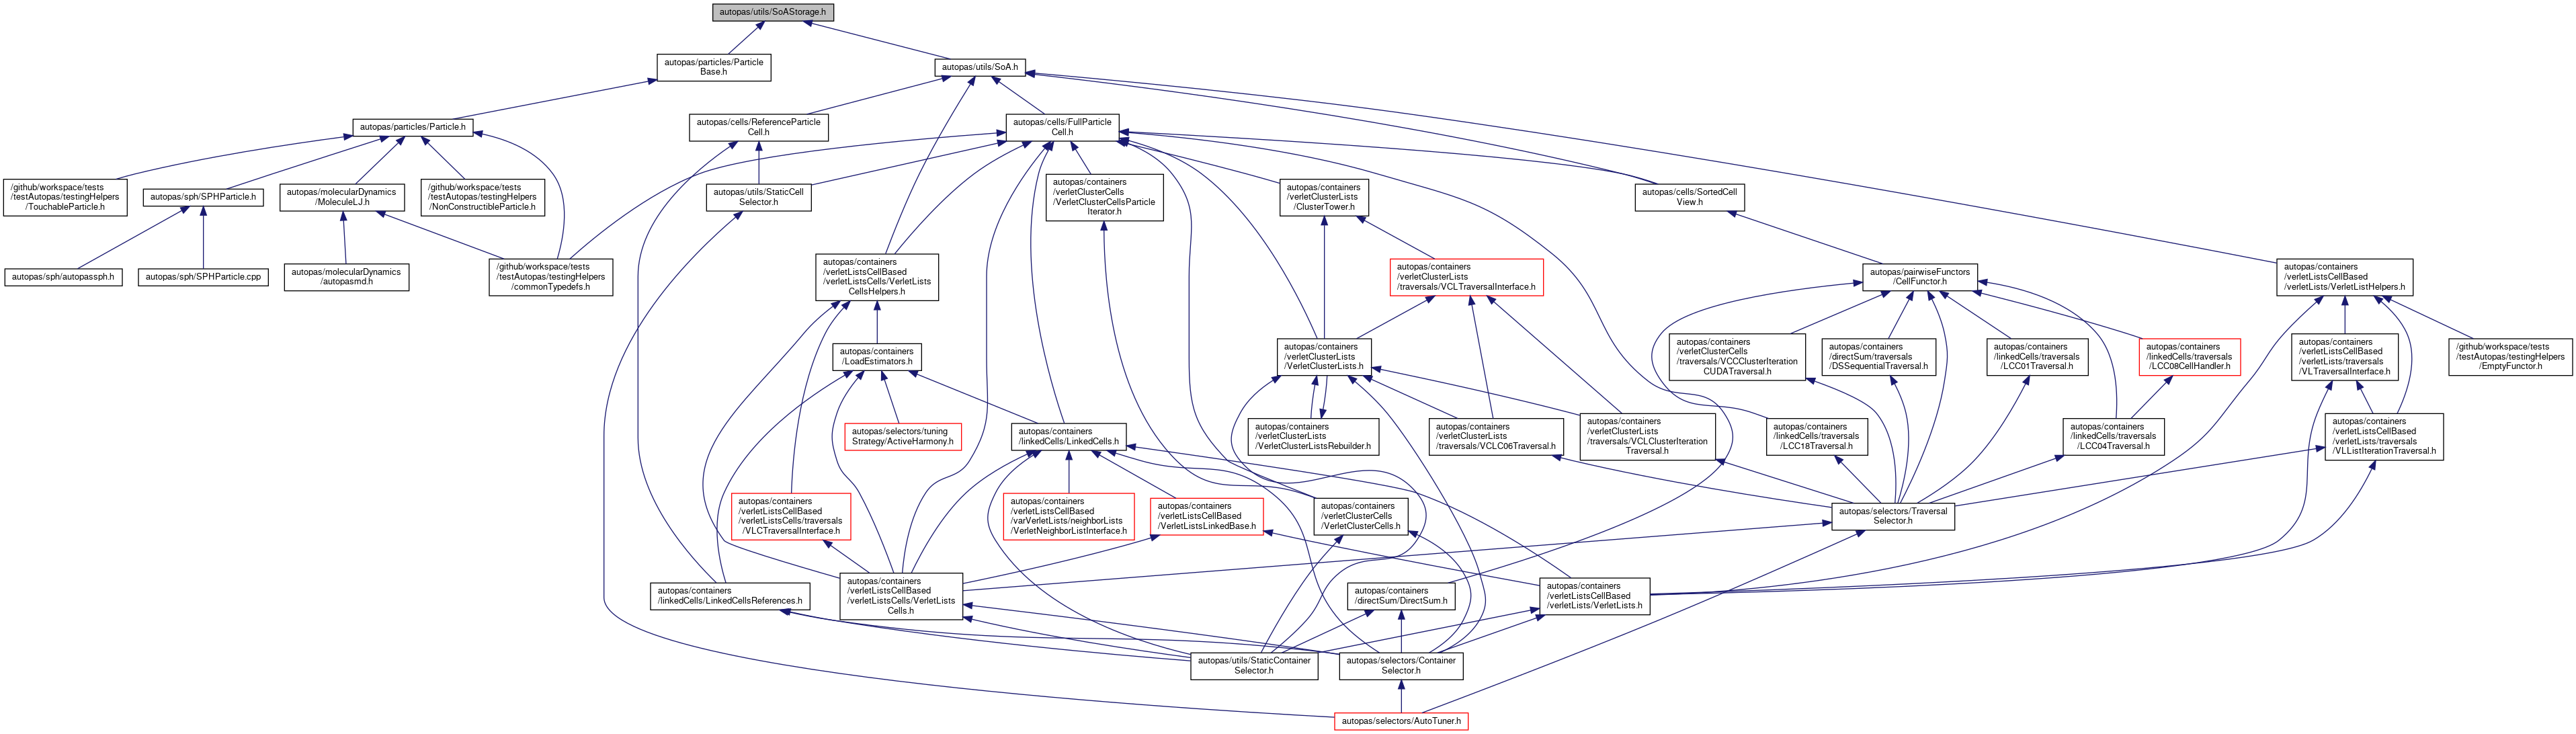 autopas/utils/SoAStorage.h
autopas/particles/Particle
Base.h
autopas/utils/SoA.h
autopas/particles/Particle.h
autopas/cells/ReferenceParticle
Cell.h
autopas/cells/FullParticle
Cell.h
/github/workspace/tests
/testAutopas/testingHelpers
/TouchableParticle.h
autopas/sph/SPHParticle.h
autopas/molecularDynamics
/MoleculeLJ.h
/github/workspace/tests
/testAutopas/testingHelpers
/NonConstructibleParticle.h
autopas/utils/StaticCell
Selector.h
autopas/containers
/verletClusterCells
/VerletClusterCellsParticle
Iterator.h
autopas/containers
/verletClusterLists
/ClusterTower.h
autopas/cells/SortedCell
View.h
autopas/sph/autopassph.h
autopas/sph/SPHParticle.cpp
autopas/molecularDynamics
/autopasmd.h
/github/workspace/tests
/testAutopas/testingHelpers
/commonTypedefs.h
autopas/containers
/verletListsCellBased
/verletListsCells/VerletLists
CellsHelpers.h
autopas/containers
/verletClusterLists
/traversals/VCLTraversalInterface.h
autopas/pairwiseFunctors
/CellFunctor.h
autopas/containers
/verletListsCellBased
/verletLists/VerletListHelpers.h
autopas/containers
/LoadEstimators.h
autopas/containers
/verletClusterLists
/VerletClusterLists.h
autopas/containers
/verletClusterCells
/traversals/VCCClusterIteration
CUDATraversal.h
autopas/containers
/directSum/traversals
/DSSequentialTraversal.h
autopas/containers
/linkedCells/traversals
/LCC01Traversal.h
autopas/containers
/linkedCells/traversals
/LCC08CellHandler.h
autopas/containers
/verletListsCellBased
/verletLists/traversals
/VLTraversalInterface.h
/github/workspace/tests
/testAutopas/testingHelpers
/EmptyFunctor.h
autopas/selectors/tuning
Strategy/ActiveHarmony.h
autopas/containers
/linkedCells/LinkedCells.h
autopas/containers
/verletClusterLists
/VerletClusterListsRebuilder.h
autopas/containers
/verletClusterLists
/traversals/VCLC06Traversal.h
autopas/containers
/verletClusterLists
/traversals/VCLClusterIteration
Traversal.h
autopas/containers
/linkedCells/traversals
/LCC18Traversal.h
autopas/containers
/linkedCells/traversals
/LCC04Traversal.h
autopas/containers
/verletListsCellBased
/verletLists/traversals
/VLListIterationTraversal.h
autopas/containers
/verletListsCellBased
/verletListsCells/traversals
/VLCTraversalInterface.h
autopas/containers
/verletListsCellBased
/varVerletLists/neighborLists
/VerletNeighborListInterface.h
autopas/containers
/verletListsCellBased
/VerletListsLinkedBase.h
autopas/containers
/verletClusterCells
/VerletClusterCells.h
autopas/selectors/Traversal
Selector.h
autopas/containers
/linkedCells/LinkedCellsReferences.h
autopas/containers
/verletListsCellBased
/verletListsCells/VerletLists
Cells.h
autopas/containers
/directSum/DirectSum.h
autopas/containers
/verletListsCellBased
/verletLists/VerletLists.h
autopas/utils/StaticContainer
Selector.h
autopas/selectors/Container
Selector.h
autopas/selectors/AutoTuner.h